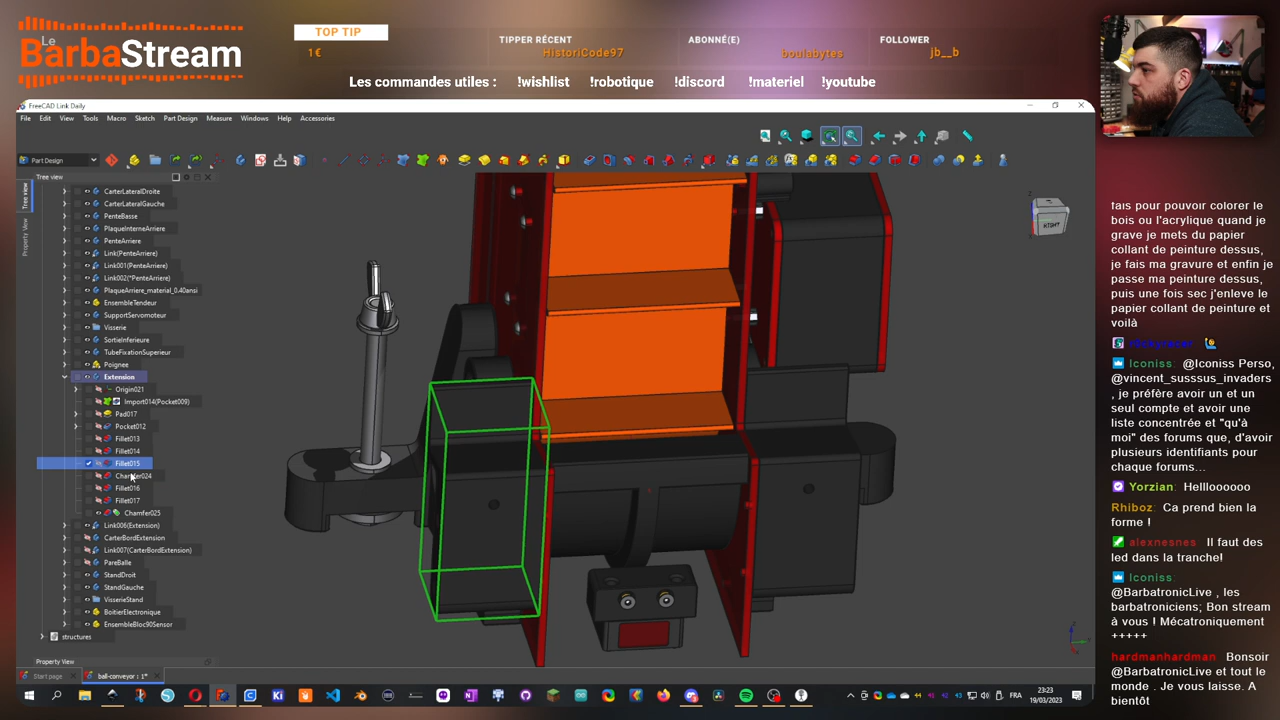 Le
BarbaStream
TOP TIP
1 €
TIPPER RÉCENT
HistoriCode97
ABONNÉ(E)
boulabytes
FOLLOWER
jb__b
Les commandes utiles : !wishlist !robotique !discord !materiel !youtube
FreeCAD Link Daily
File Edit View Tools Macro Sketch Part Design Measure Windows Help Accessories
Part Design
Tree view
Tree view
Property View
CarterLateralDroite
CarterLateralGauche
PenteBasse
PlaqueInterneArriere
PenteArriere
Link(PenteArriere)
Link001(PenteArriere)
Link002(*PenteArriere)
PlaqueArriere_material_0.40ansi
EnsembleTendeur
SupportServomoteur
Visserie
SortieInferieure
TubeFixationSuperieur
Poignee
Extension
Origin021
Import014(Pocket009)
Pad017
Pocket012
Fillet013
Fillet014
Fillet015
Chamfer024
Fillet016
Fillet017
Chamfer025
Link006(Extension)
CarterBordExtension
Link007(CarterBordExtension)
PareBalle
StandDroit
StandGauche
VisserieStand
BoitierElectronique
EnsembleBloc90Sensor
structures
Property View
Start page
ball-conveyor : 1*
RIGHT
fais pour pouvoir colorer le
bois ou l'acrylique quand je
grave je mets du papier
collant de peinture dessus,
je fais ma gravure et enfin je
passe ma peinture dessus,
puis une fois sec j'enleve le
papier collant de peinture et
voilà
Iconiss @Iconiss Perso,
@vincent_susssus_invaders
, je préfère avoir un et un
seul compte et avoir une
liste concentrée et "qu'à
moi" des forums que, d'avoir
plusieurs identifiants pour
chaque forums...
Yorzian: Hellloooooo
Rhiboz: Ca prend bien la
forme !
alexnesnes Il faut des
led dans la tranche!
Iconiss
@BarbatronicLive , les
barbatroniciens; Bon stream
à vous ! Mécatroniquement
+++++
hardmanhardman Bonsoir
@BarbatronicLive et tout le
monde . Je vous laisse. A
bientôt
FRA
23:23
19/03/2023